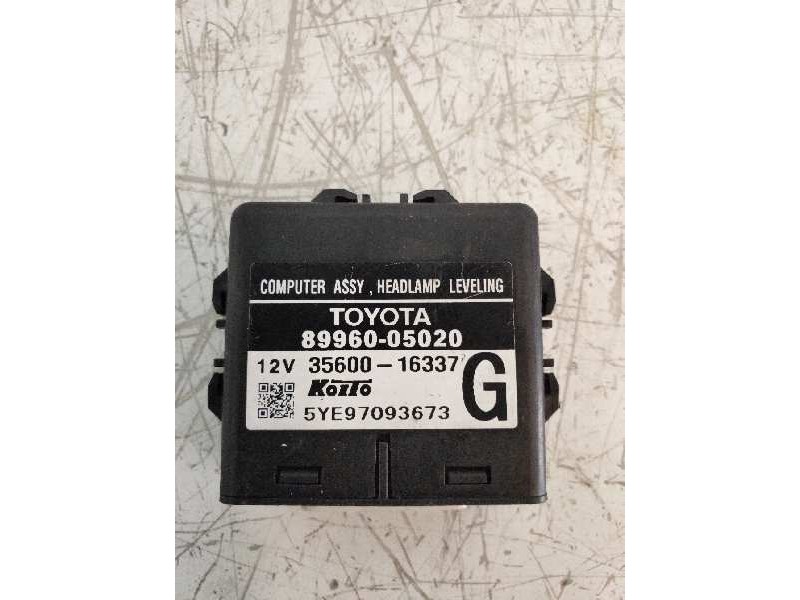 COMPUTER ASSY, HEADLAMP LEVELING
TOYOTA
89960-05020
12V 35600-16337 G
KOITO
5YE97093673